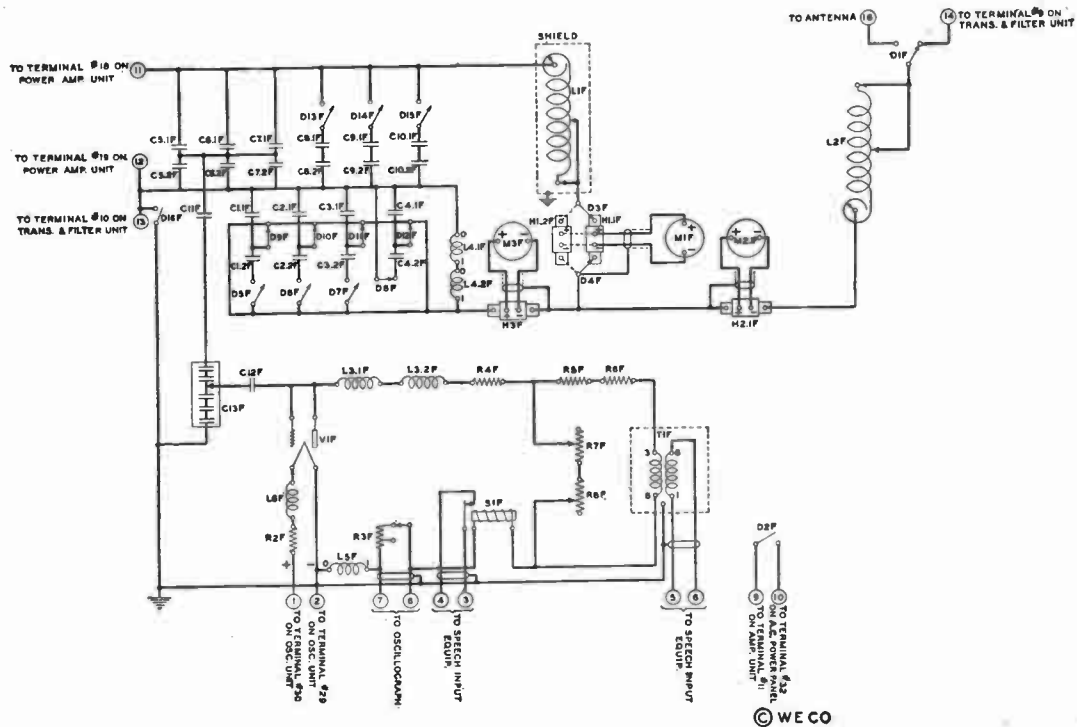 TO ANTENNA
16
14
TO TERMINAL #9 ON
TRANS. & FILTER UNIT
D1F
SHIELD
L1F
TO TERMINAL #18 ON
POWER AMP. UNIT
11
D13F
D14F
D15F
L2F
C5.1F
C6.1F
C7.1F
C8.1F
C9.1F
C10.1F
TO TERMINAL #19 ON
POWER AMP. UNIT
12
C5.2F
C6.2F
C7.2F
C8.2F
C9.2F
C10.2F
TO TERMINAL #10 ON
TRANS. & FILTER UNIT
13
D16F
C11F
C1.1F
C2.1F
C3.1F
C4.1F
D3F
H1.2F
H1.1F
D9F
D10F
D11F
D12F
L4.1F
O
I
+ M3F -
+
M1F
-
+ M2.1F -
C1.2F
C2.2F
C3.2F
C4.2F
L4.2F
O
I
D5F
D6F
D7F
D8F
D4F
H3F
H2.1F
C12F
L3.1F
L3.2F
R4F
R5F
R6F
C13F
V1F
R7F
T1F
3
6
8
1
L6F
R8F
S1F
R2F
R3F
D2F
+
-
O
L5F
I
1
2
7
8
4
3
5
6
9
10
TO TERMINAL #30
ON OSC. UNIT
TO TERMINAL #29
ON OSC. UNIT
TO OSCILLOGRAPH
TO SPEECH INPUT
EQUIP.
TO SPEECH INPUT
EQUIP.
TO TERMINAL #11
ON AMP. UNIT
TO TERMINAL #32
ON A.C. POWER PANEL
© WE CO